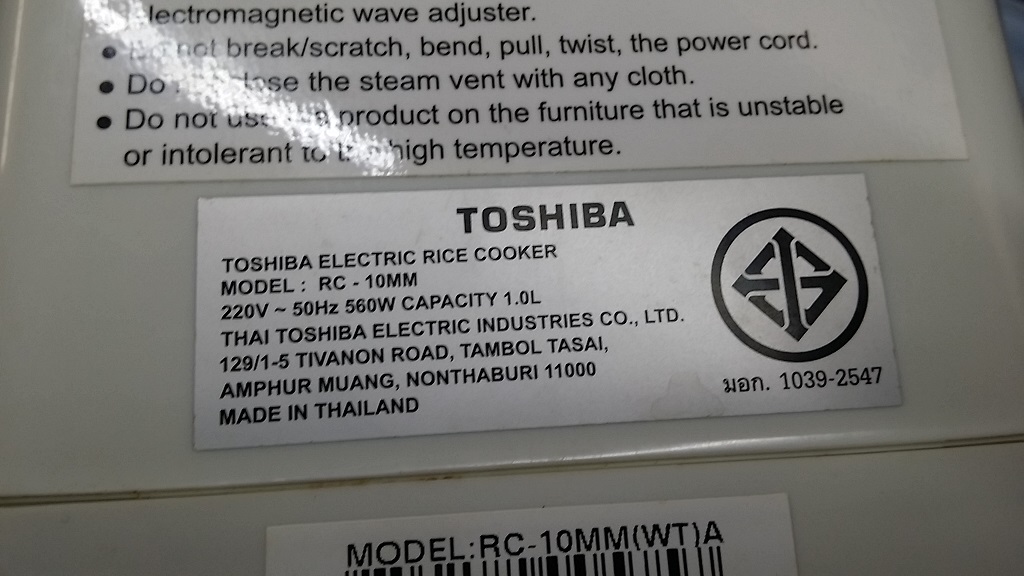 lectromagnetic wave adjuster.
• not break/scratch, bend, pull, twist, the power cord.
• Do the steam vent with any cloth.
• Do not product on the furniture that is unstable
or intolerant to high temperature.
TOSHIBA
TOSHIBA ELECTRIC RICE COOKER
MODEL : RC - 10MM
220V ~ 50Hz 560W CAPACITY 1.0L
THAI TOSHIBA ELECTRIC INDUSTRIES CO., LTD.
129/1-5 TIVANON ROAD, TAMBOL TASAI,
AMPHUR MUANG, NONTHABURI 11000
MADE IN THAILAND
มอก. 1039-2547
MODEL:RC-10MM(WT)A